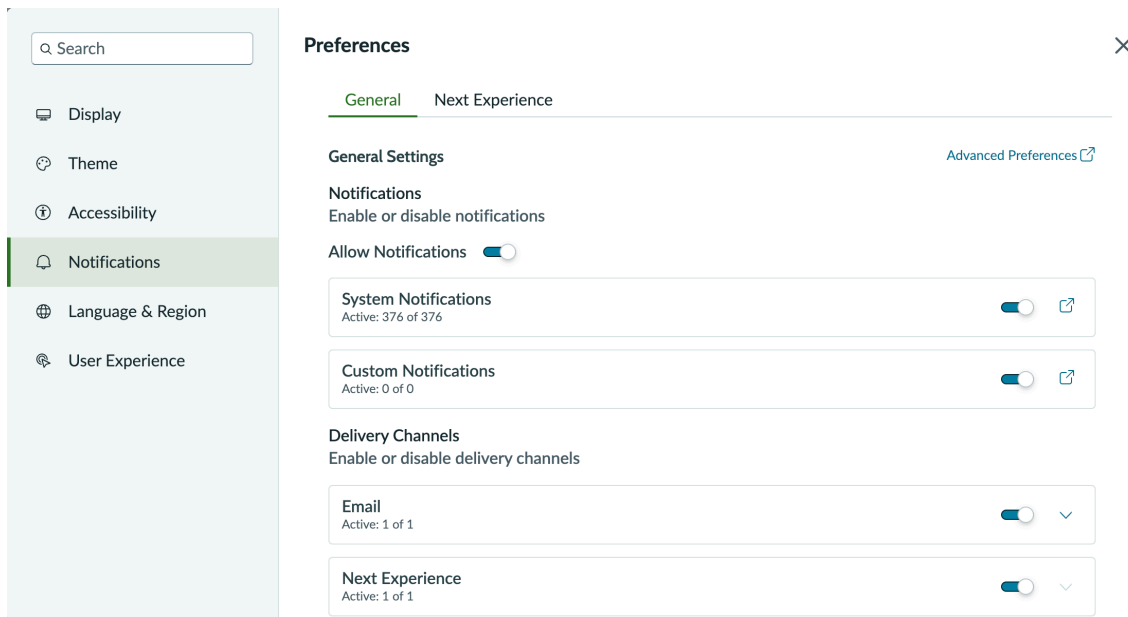 Search
Display
Theme
Accessibility
Notifications
Language & Region
User Experience
Preferences
General Next Experience
General Settings Advanced Preferences
Notifications
Enable or disable notifications
Allow Notifications
System Notifications
Active: 376 of 376
Custom Notifications
Active: 0 of 0
Delivery Channels
Enable or disable delivery channels
Email
Active: 1 of 1
Next Experience
Active: 1 of 1